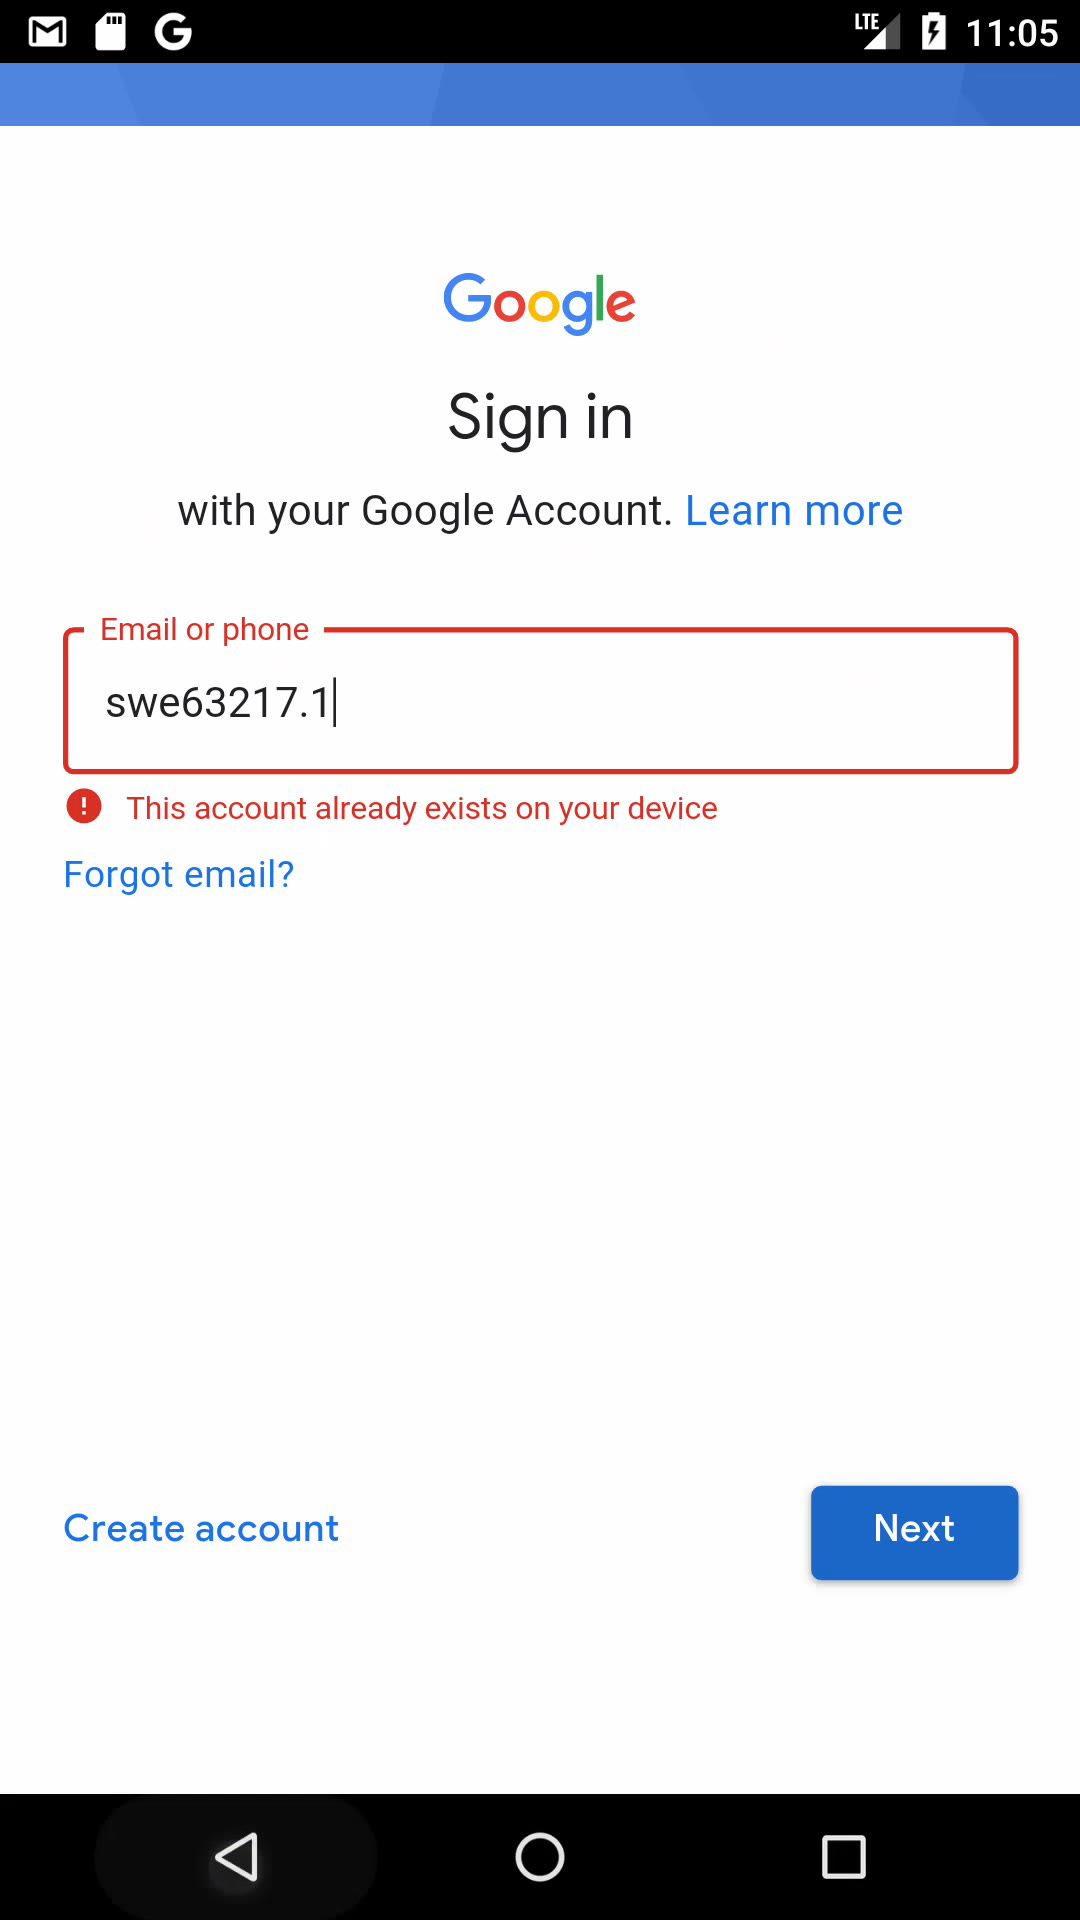 LTE 11:05
Google
Sign in
with your Google Account. Learn more
Email or phone
swe63217.1
This account already exists on your device
Forgot email?
Create account
Next